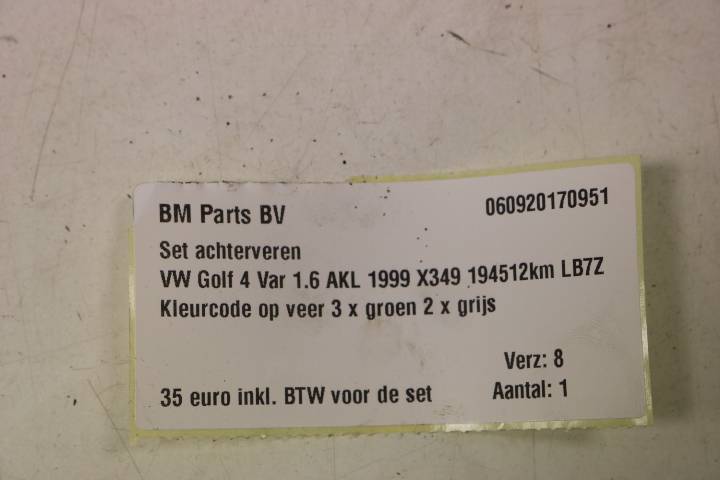 BM Parts BV 060920170951
Set achterveren
VW Golf 4 Var 1.6 AKL 1999 X349 194512km LB7Z
Kleurcode op veer 3 x groen 2 x grijs
Verz: 8
35 euro inkl. BTW voor de set Aantal: 1